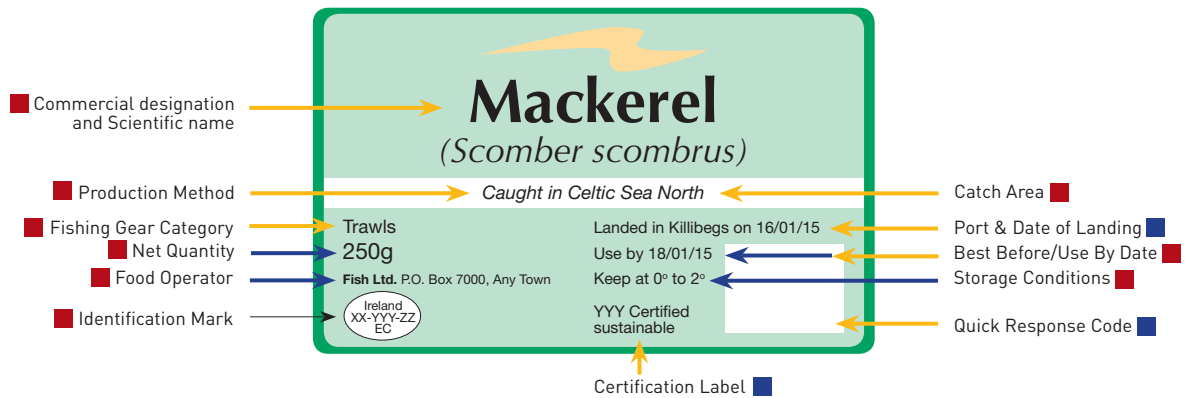 Commercial designation
and Scientific name
Mackerel
(Scomber scombrus)
Production Method
Caught in Celtic Sea North
Catch Area
Fishing Gear Category
Trawls
Landed in Killibegs on 16/01/15
Port & Date of Landing
Net Quantity
250g
Use by 18/01/15
Best Before/Use By Date
Food Operator
Fish Ltd. P.O. Box 7000, Any Town
Keep at 0° to 2°
Storage Conditions
Identification Mark
Ireland
XX-YYY-ZZ
EC
YYY Certified
sustainable
Quick Response Code
Certification Label